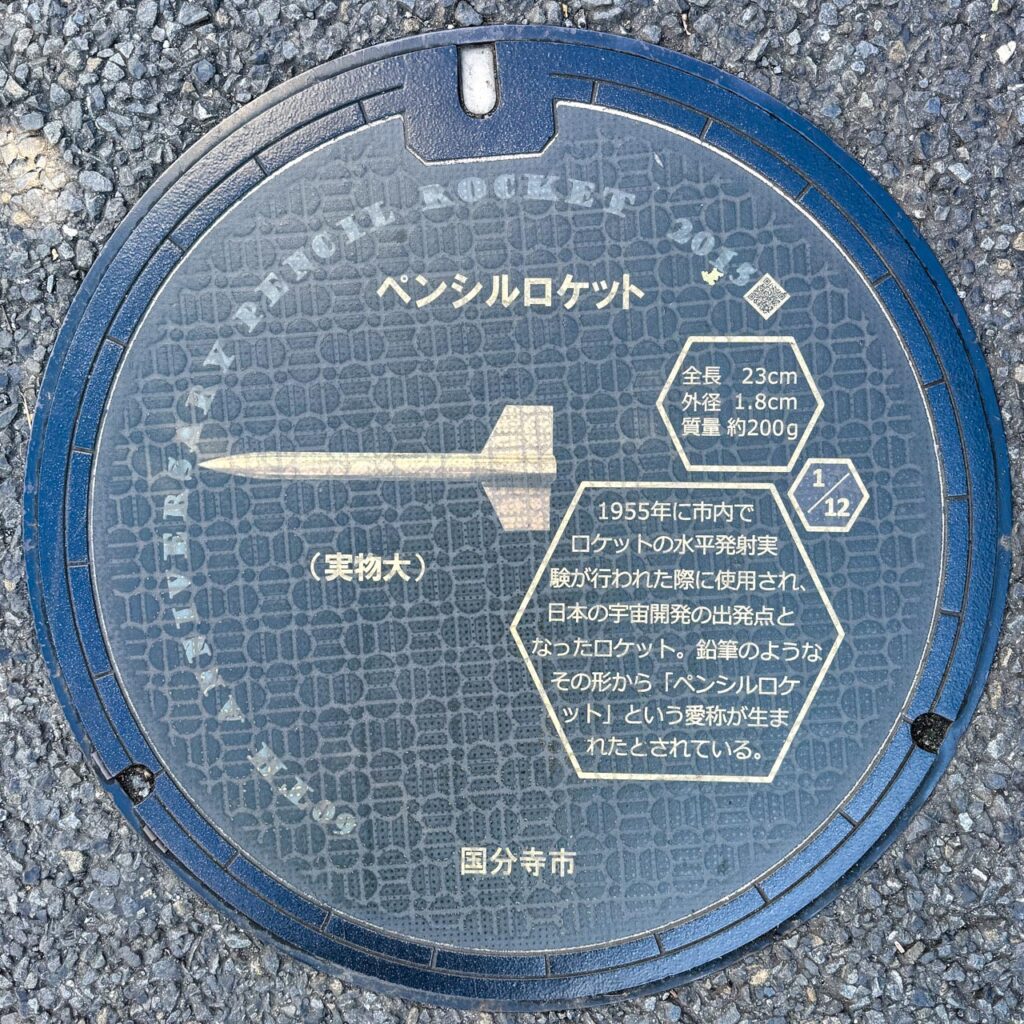 60TH ANNIVERSARY PENCIL ROCKET 2015
ペンシルロケット
全長 23cm
外径 1.8cm
質量 約200g
1/12
(実物大)
1955年に市内で
ロケットの水平発射実
験が行われた際に使用され、
日本の宇宙開発の出発点と
なったロケット。鉛筆のような
その形から「ペンシルロケ
ット」という愛称が生ま
れたとされている。
国分寺市